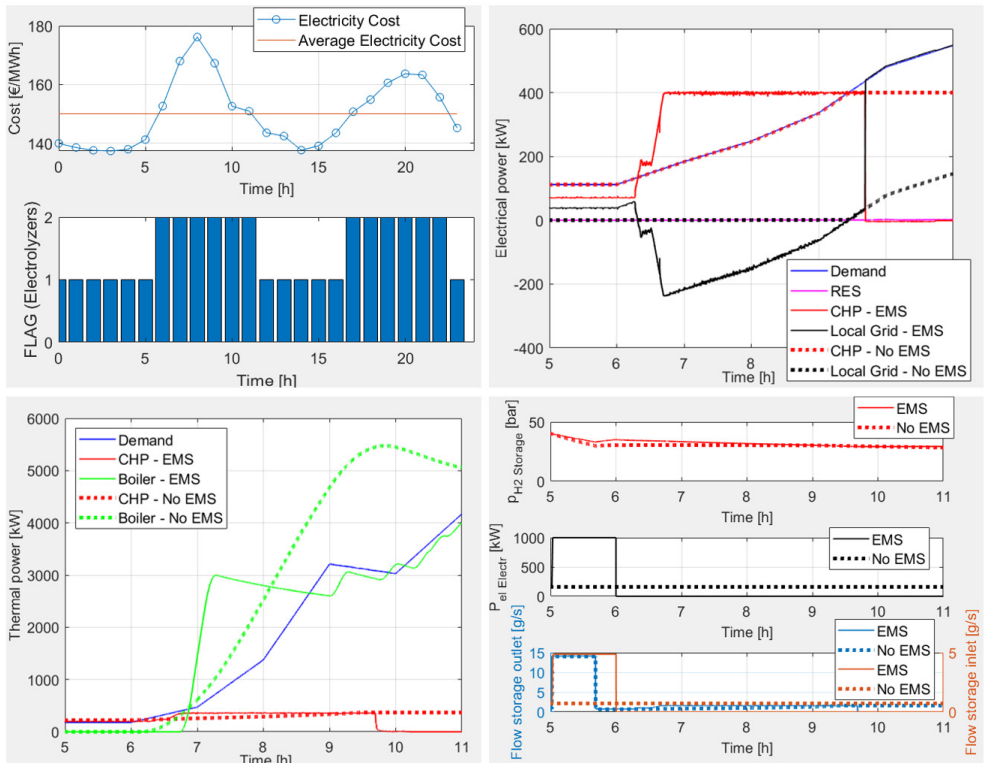 180
160
140
Cost [€/MWh]
Electricity Cost
Average Electricity Cost
0 5 10 15 20
Time [h]
2
1
0
FLAG (Electrolyzers)
0 5 10 15 20
Time [h]
600
400
200
0
-200
-400
Electrical power [kW]
Demand
RES
CHP - EMS
Local Grid - EMS
CHP - No EMS
Local Grid - No EMS
5 6 7 8 9 10 11
Time [h]
6000
5000
4000
3000
2000
1000
0
Thermal power [kW]
Demand
CHP - EMS
Boiler - EMS
CHP - No EMS
Boiler - No EMS
5 6 7 8 9 10 11
Time [h]
50
0
pH2 Storage [bar]
EMS
No EMS
5 6 7 8 9 10 11
Time [h]
1000
500
0
Pel Electr [kW]
EMS
No EMS
5 6 7 8 9 10 11
Time [h]
15
10
5
0
Flow storage outlet [g/s]
EMS
No EMS
EMS
No EMS
5
0
Flow storage inlet [g/s]
5 6 7 8 9 10 11
Time [h]